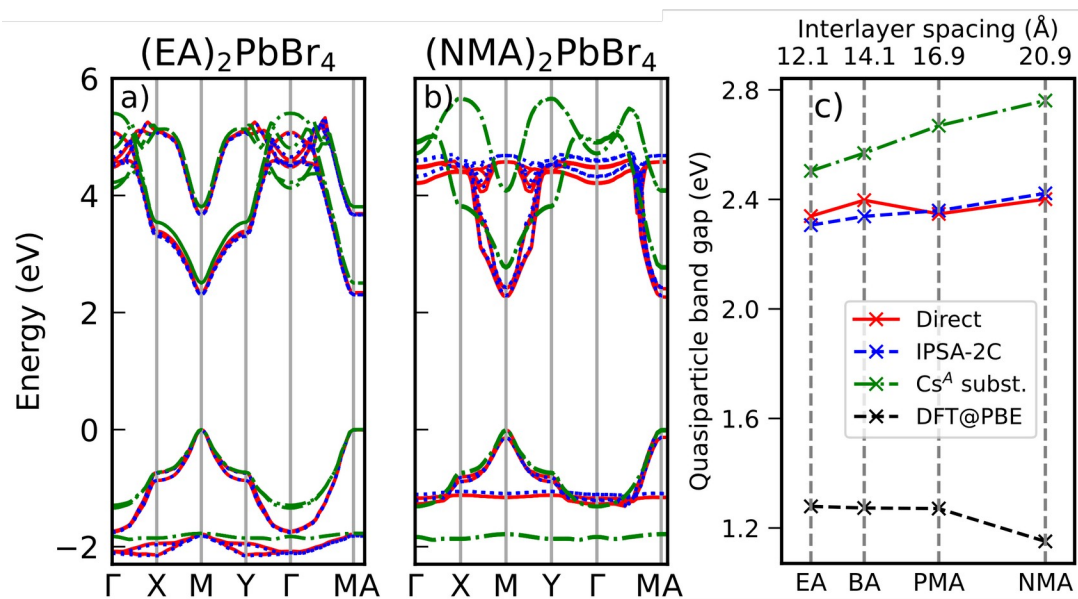 (EA)₂PbBr₄
(NMA)₂PbBr₄
Interlayer spacing (Å)
12.1 14.1 16.9 20.9
a)
b)
c)
Energy (eV)
6
4
2
0
−2
Γ X M Y Γ MA
Γ X M Y Γ MA
Quasiparticle band gap (eV)
2.8
2.4
2.0
1.6
1.2
Direct
IPSA-2C
Csᴬ subst.
DFT@PBE
EA BA PMA NMA